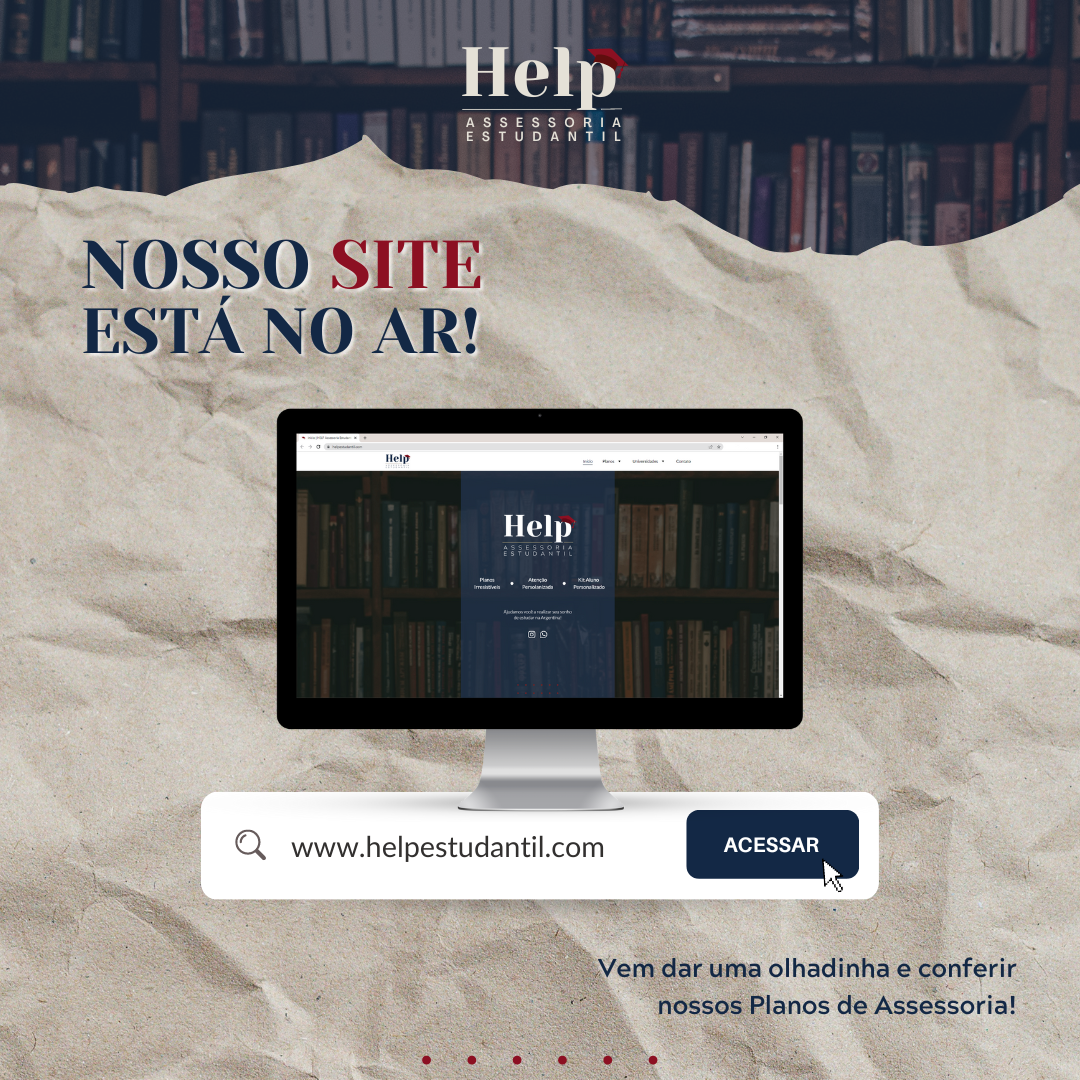 Help
ASSESSORIA
ESTUDANTIL
NOSSO SITE
ESTÁ NO AR!
Help
Início Planos Universidades Contato
Help
ASSESSORIA
ESTUDANTIL
Planos
Irresistíveis
Atenção
Personalizada
Kit Aluno
Personalizado
Ajudamos você a realizar seu sonho
de estudar na Argentina!
www.helpestudantil.com
ACESSAR
Vem dar uma olhadinha e conferir
nossos Planos de Assessoria!